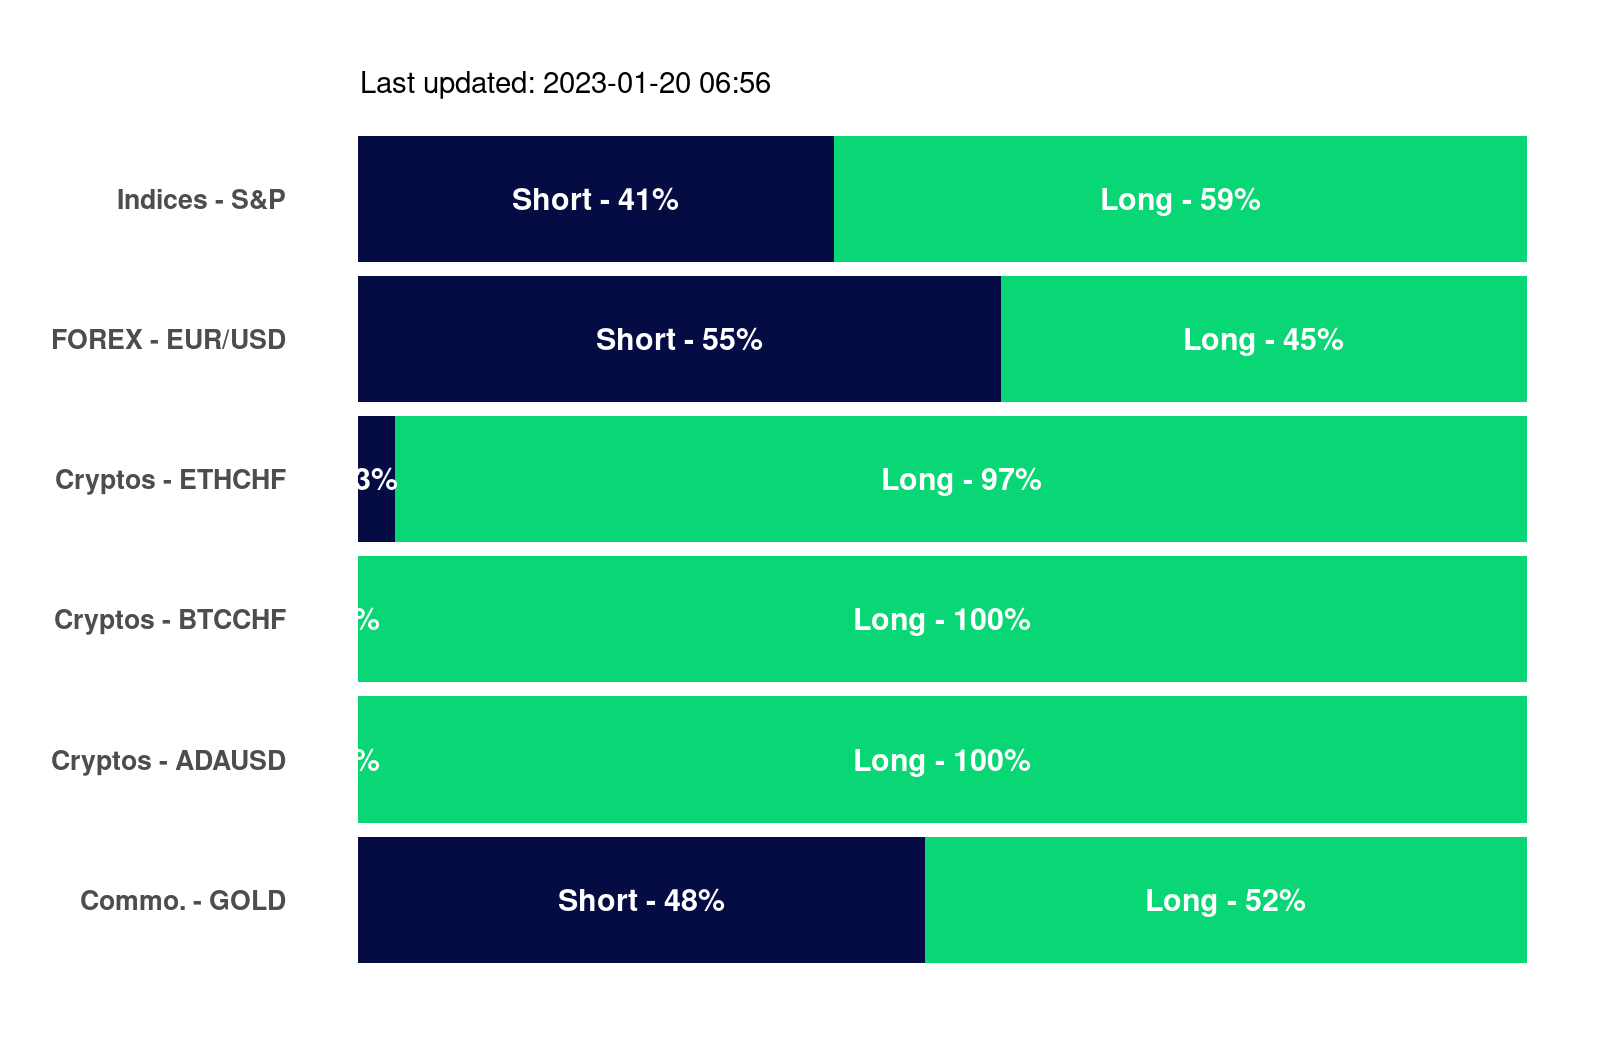 Last updated: 2023-01-20 06:56
Indices - S&P Short - 41% Long - 59%
FOREX - EUR/USD Short - 55% Long - 45%
Cryptos - ETHCHF 3% Long - 97%
Cryptos - BTCCHF % Long - 100%
Cryptos - ADAUSD % Long - 100%
Commo. - GOLD Short - 48% Long - 52%